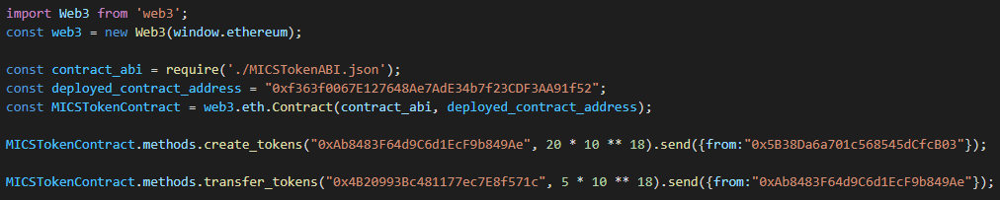 import Web3 from 'web3';
const web3 = new Web3(window.ethereum);
const contract_abi = require('./MICSTokenABI.json');
const deployed_contract_address = "0xf363f0067E127648Ae7AdE34b7f23CDF3AA91f52";
const MICSTokenContract = web3.eth.Contract(contract_abi, deployed_contract_address);
MICSTokenContract.methods.create_tokens("0xAb8483F64d9C6d1EcF9b849Ae", 20 * 10 ** 18).send({from:"0x5B38Da6a701c568545dCfcB03"});
MICSTokenContract.methods.transfer_tokens("0x4B20993Bc481177ec7E8f571c", 5 * 10 ** 18).send({from:"0xAb8483F64d9C6d1EcF9b849Ae"});